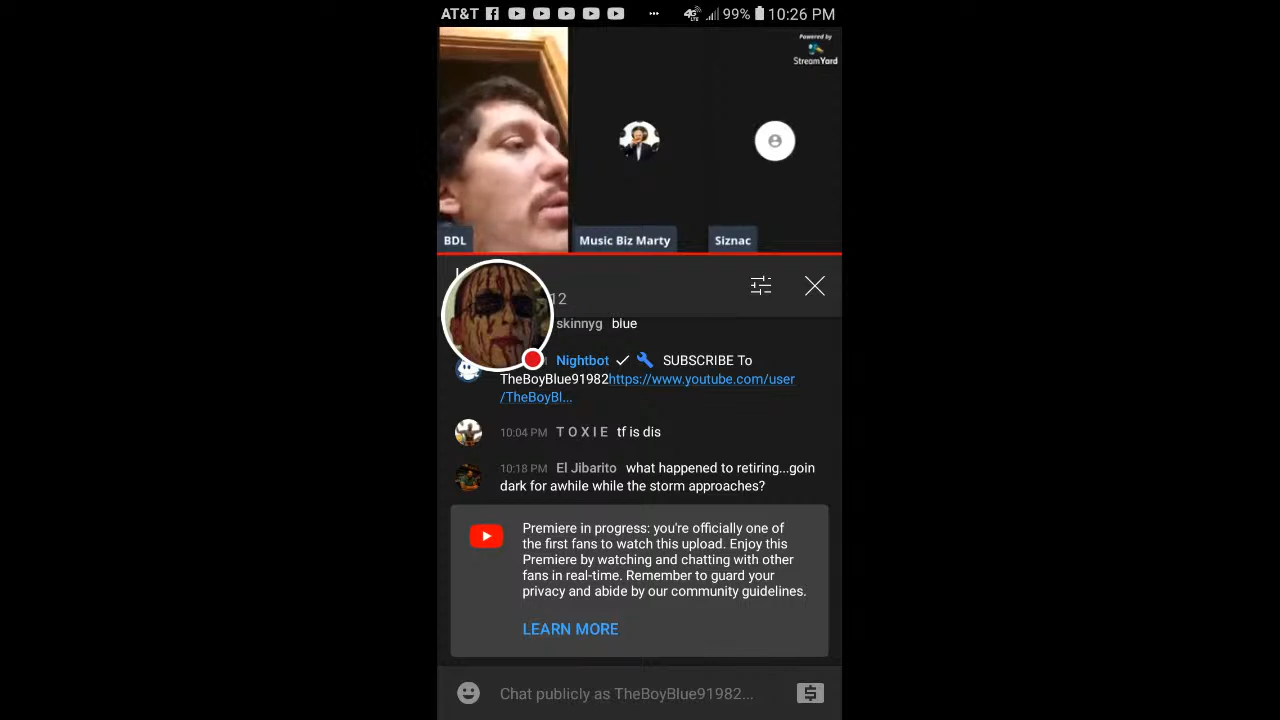 AT&T 99% 10:26 PM
Powered by
StreamYard
BDL Music Biz Marty Siznac
12
skinnyg blue
Nightbot SUBSCRIBE To
TheBoyBlue91982https://www.youtube.com/user
/TheBoyBl...
10:04 PM T O X I E tf is dis
10:18 PM El Jibarito what happened to retiring...goin
dark for awhile while the storm approaches?
Premiere in progress: you're officially one of
the first fans to watch this upload. Enjoy this
Premiere by watching and chatting with other
fans in real-time. Remember to guard your
privacy and abide by our community guidelines.
LEARN MORE
Chat publicly as TheBoyBlue91982...